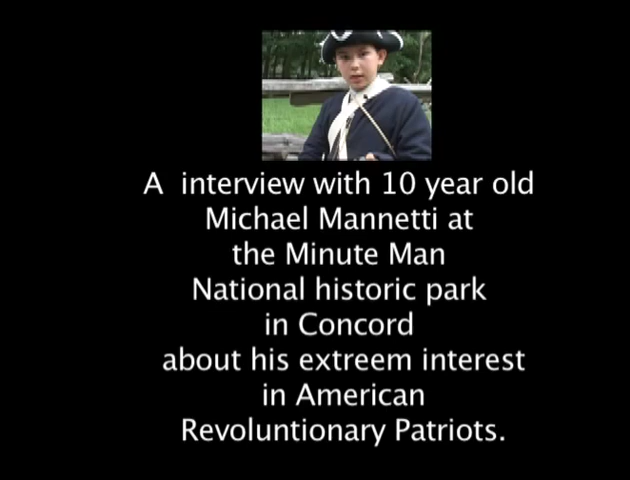 A interview with 10 year old
Michael Mannetti at
the Minute Man
National historic park
in Concord
about his extreem interest
in American
Revoluntionary Patriots.